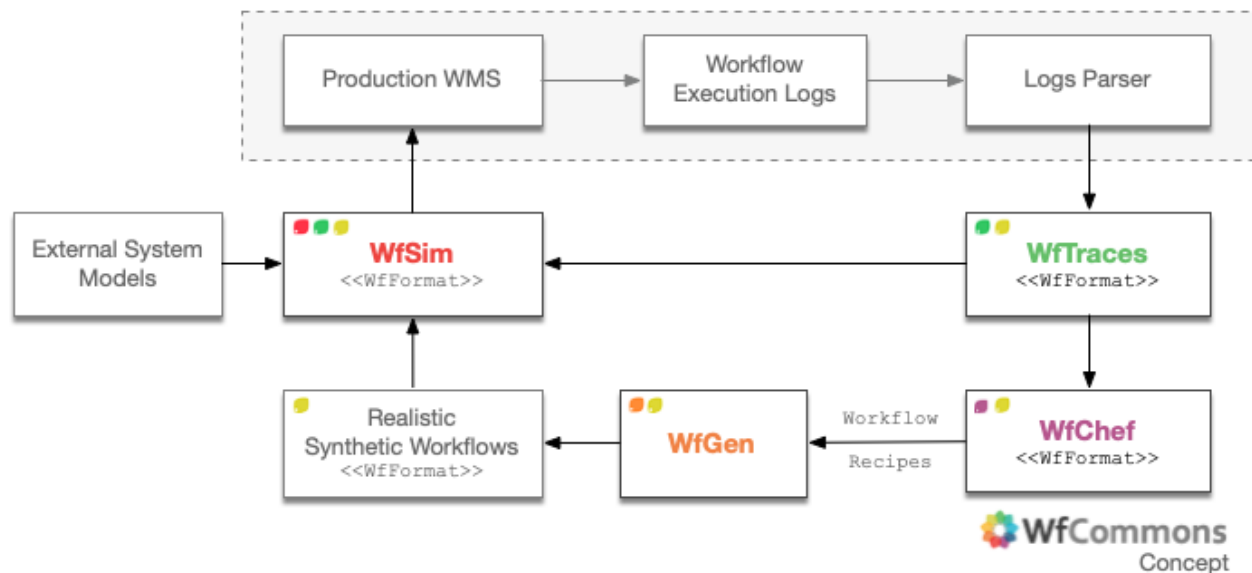 Production WMS
Workflow
Execution Logs
Logs Parser
External System
Models
WfSim
<<WfFormat>>
WfTraces
<<WfFormat>>
Realistic
Synthetic Workflows
<<WfFormat>>
WfGen
Workflow
Recipes
WfChef
<<WfFormat>>
WfCommons
Concept